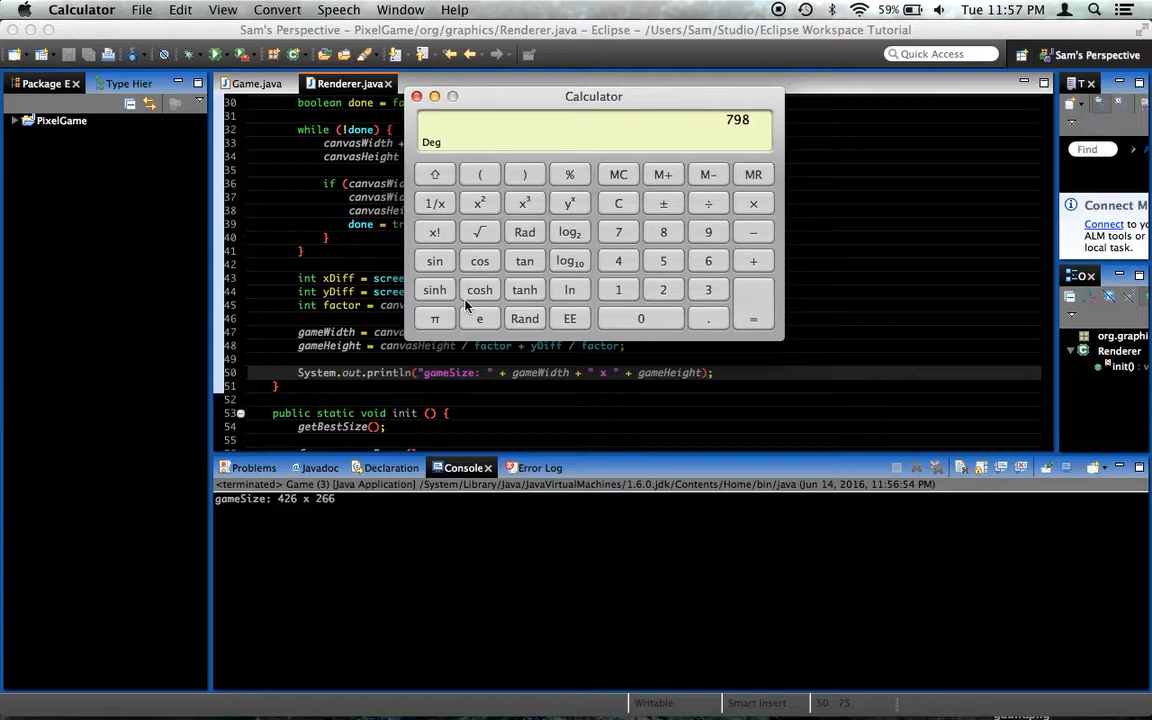 Calculator File Edit View Convert Speech Window Help 59% Tue 11:57 PM
Sam's Perspective - PixelGame/org/graphics/Renderer.java - Eclipse - /Users/Sam/Studio/Eclipse Workspace Tutorial
Quick Access Sam's Perspective
Package E Type Hier Game.java Renderer.java
Calculator
PixelGame
798
Deg
⇧ ( ) % MC M+ M- MR
1/x x² x³ yˣ C ± ÷ ×
x! √ Rad log₂ 7 8 9 −
sin cos tan log₁₀ 4 5 6 +
sinh cosh tanh ln 1 2 3
π e Rand EE 0 . =
30 boolean done = fa
31
32 while (!done) {
33 canvasWidth +
34 canvasHeight
35
36 if (canvasWid
37 canvasWi
38 canvasHe
39 done = tr
40 }
41 }
42
43 int xDiff = scree
44 int yDiff = scree
45 int factor = canv
46
47 gameWidth = canva
48 gameHeight = canvasHeight / factor + yDiff / factor;
49
50 System.out.println("gameSize: " + gameWidth + " x " + gameHeight);
51 }
52
53 public static void init () {
54 getBestSize();
55
T
Find A
Connect M
Connect to
ALM tools or
local task.
O
org.graphi
Renderer
init() : v
Problems Javadoc Declaration Console Error Log
<terminated> Game (3) [Java Application] /System/Library/Java/JavaVirtualMachines/1.6.0.jdk/Contents/Home/bin/java (Jun 14, 2016, 11:56:54 PM)
gameSize: 426 x 266
Writable Smart Insert 50 : 75